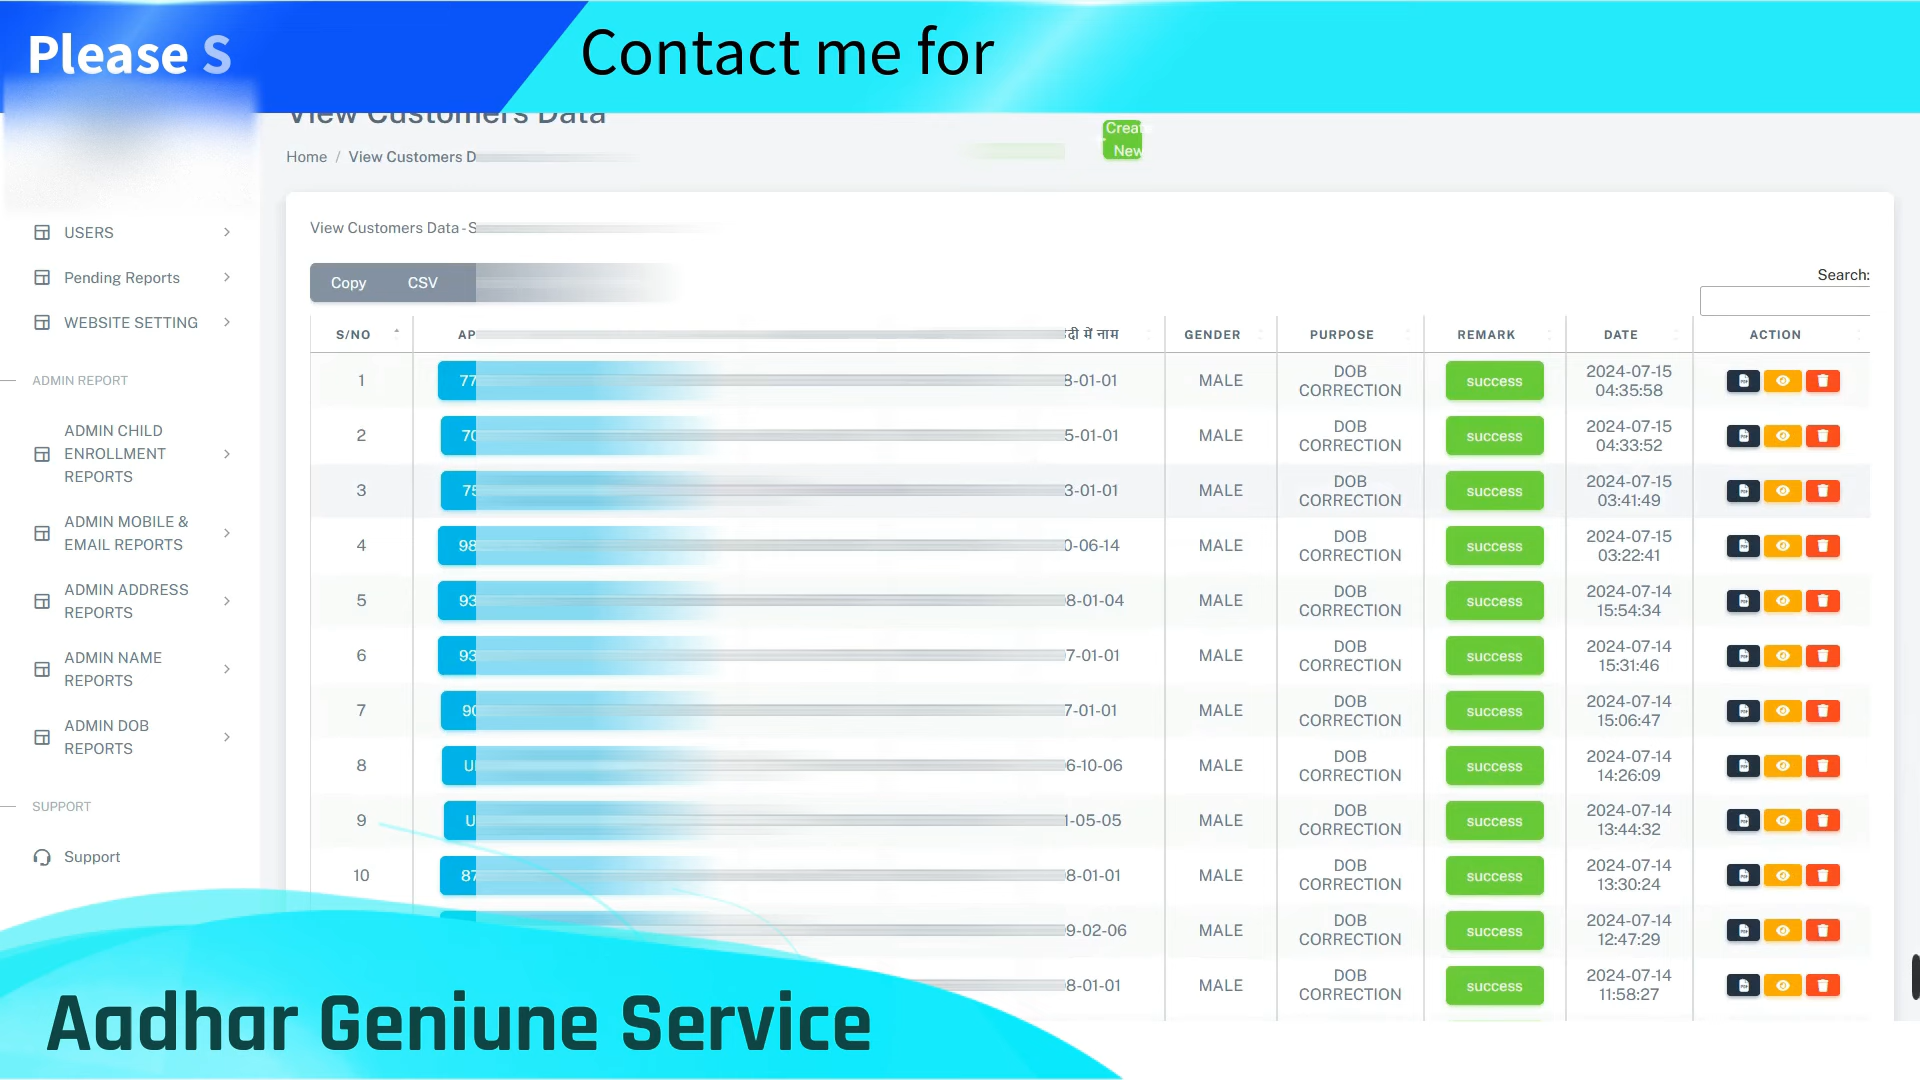 Please S
Contact me for
View Customers Data
Create New
Home / View Customers D
View Customers Data - S
Copy CSV
Search:
USERS
Pending Reports
WEBSITE SETTING
ADMIN REPORT
ADMIN CHILD
ENROLLMENT
REPORTS
ADMIN MOBILE &
EMAIL REPORTS
ADMIN ADDRESS
REPORTS
ADMIN NAME
REPORTS
ADMIN DOB
REPORTS
SUPPORT
Support
S/NO AP में नाम GENDER PURPOSE REMARK DATE ACTION
1 77 8-01-01 MALE DOB CORRECTION success 2024-07-15 04:35:58
2 70 5-01-01 MALE DOB CORRECTION success 2024-07-15 04:33:52
3 75 3-01-01 MALE DOB CORRECTION success 2024-07-15 03:41:49
4 98 0-06-14 MALE DOB CORRECTION success 2024-07-15 03:22:41
5 93 8-01-04 MALE DOB CORRECTION success 2024-07-14 15:54:34
6 93 7-01-01 MALE DOB CORRECTION success 2024-07-14 15:31:46
7 90 7-01-01 MALE DOB CORRECTION success 2024-07-14 15:06:47
8 U 6-10-06 MALE DOB CORRECTION success 2024-07-14 14:26:09
9 U 1-05-05 MALE DOB CORRECTION success 2024-07-14 13:44:32
10 87 8-01-01 MALE DOB CORRECTION success 2024-07-14 13:30:24
9-02-06 MALE DOB CORRECTION success 2024-07-14 12:47:29
8-01-01 MALE DOB CORRECTION success 2024-07-14 11:58:27
Aadhar Geniune Service